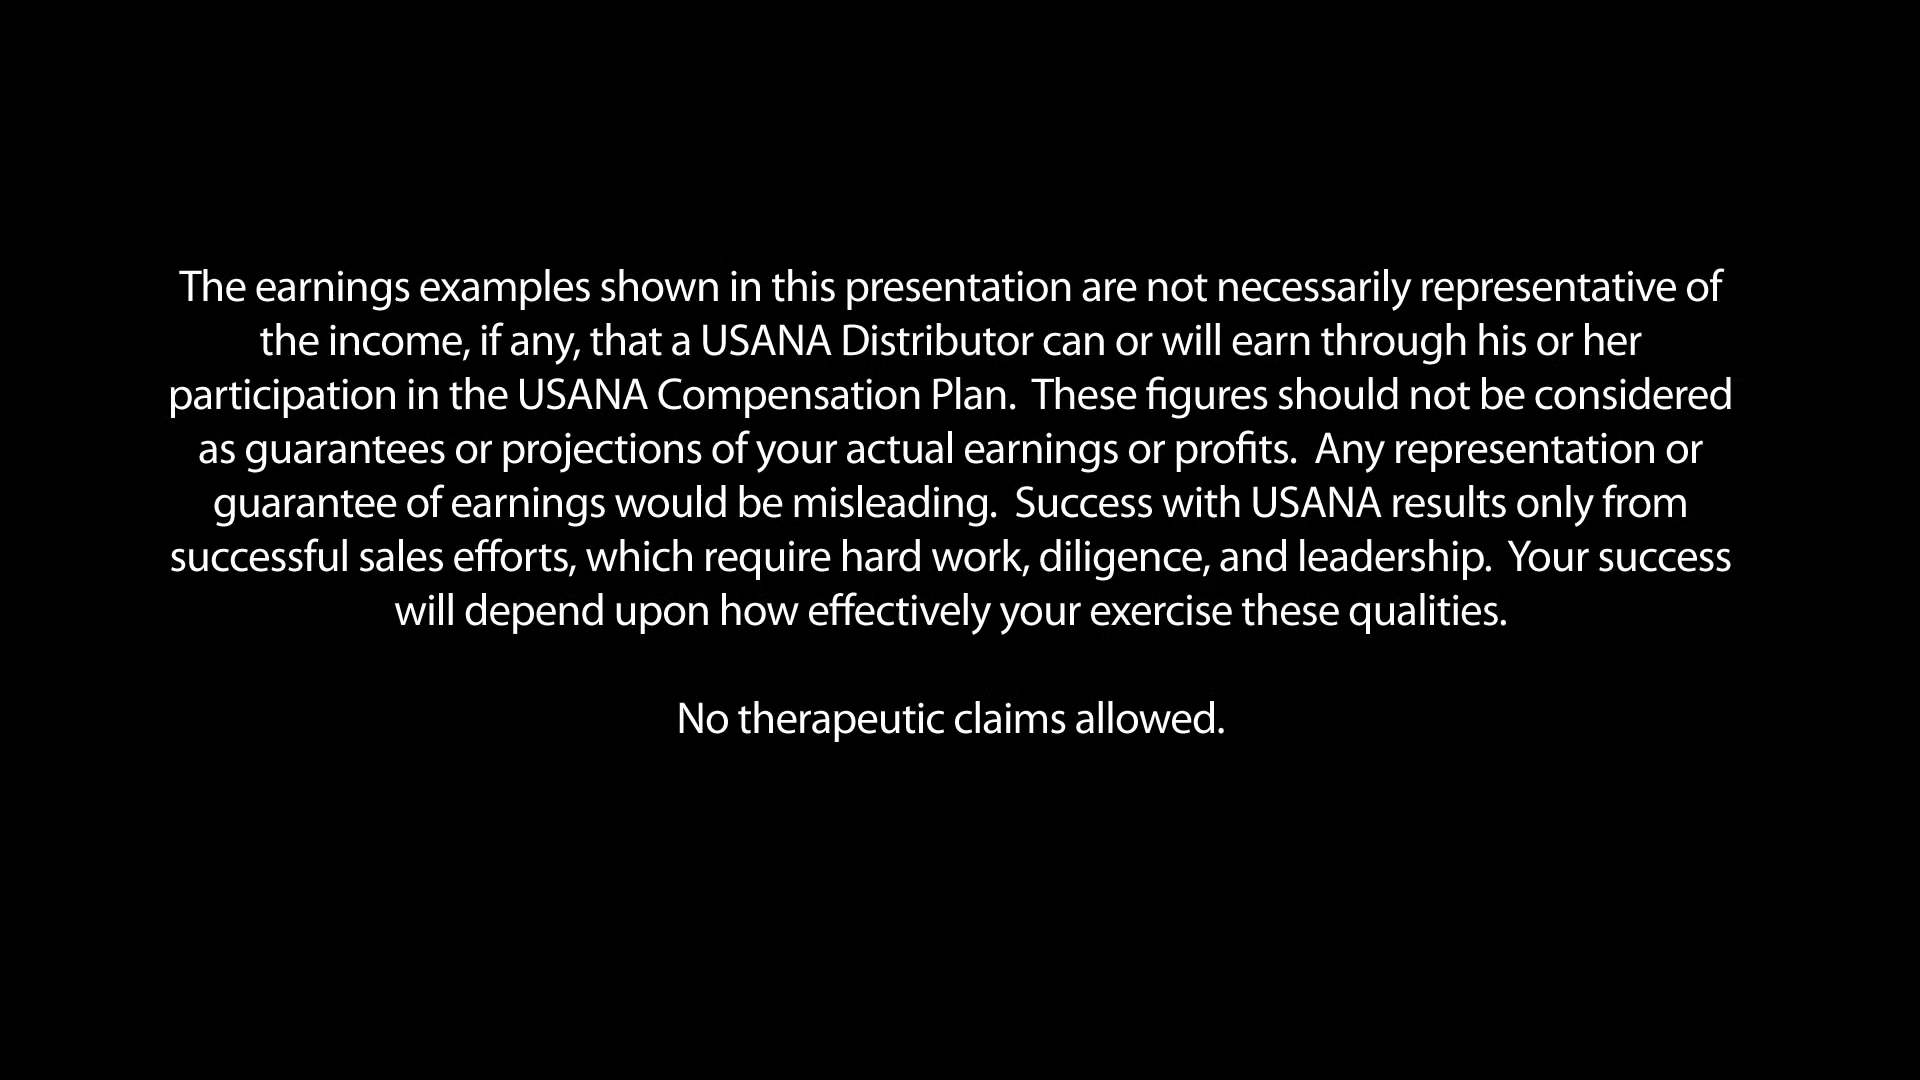 The earnings examples shown in this presentation are not necessarily representative of
the income, if any, that a USANA Distributor can or will earn through his or her
participation in the USANA Compensation Plan.  These figures should not be considered
as guarantees or projections of your actual earnings or profits.  Any representation or
guarantee of earnings would be misleading.  Success with USANA results only from
successful sales efforts, which require hard work, diligence, and leadership.  Your success
will depend upon how effectively your exercise these qualities.
No therapeutic claims allowed.